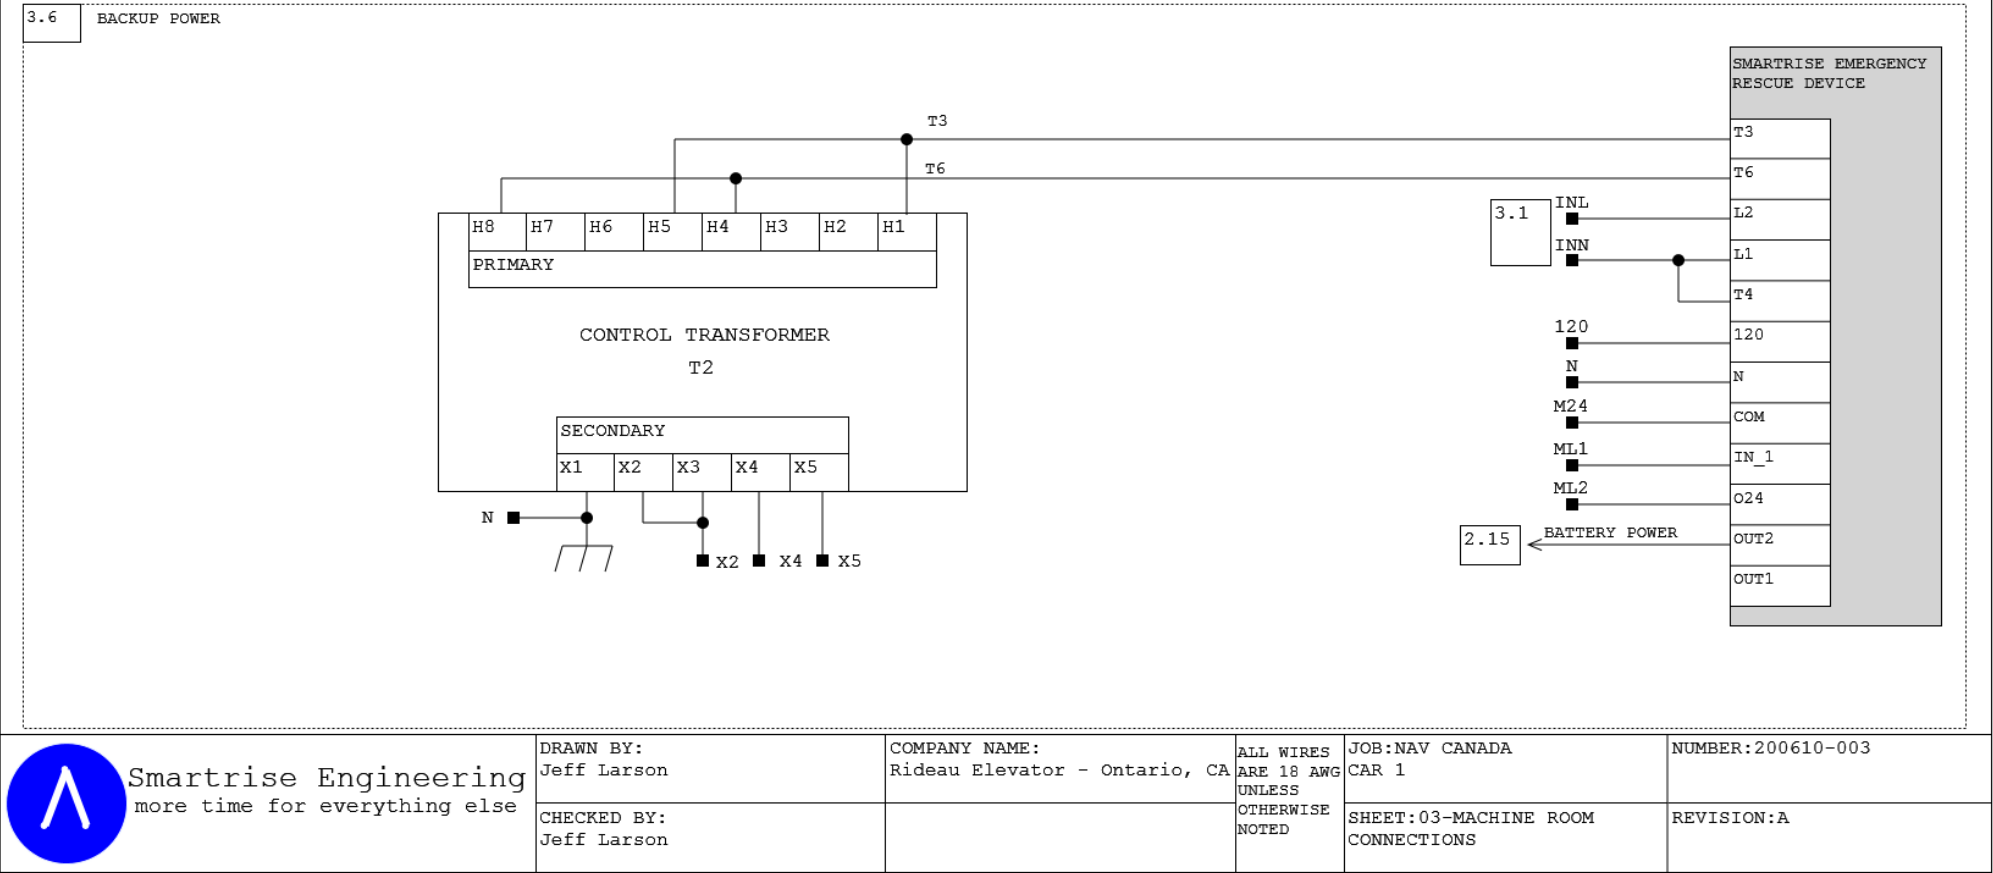 3.6
BACKUP POWER
SMARTRISE EMERGENCY
RESCUE DEVICE
T3
T6
T3
T6
L2
L1
T4
120
N
COM
IN_1
O24
OUT2
OUT1
3.1
INL
INN
120
N
M24
ML1
ML2
2.15
BATTERY POWER
H8 H7 H6 H5 H4 H3 H2 H1
PRIMARY
CONTROL TRANSFORMER
T2
SECONDARY
X1 X2 X3 X4 X5
N
X2 X4 X5
Smartrise Engineering
more time for everything else
DRAWN BY:
Jeff Larson
CHECKED BY:
Jeff Larson
COMPANY NAME:
Rideau Elevator - Ontario, CA
ALL WIRES
ARE 18 AWG
UNLESS
OTHERWISE
NOTED
JOB:NAV CANADA
CAR 1
SHEET:03-MACHINE ROOM
CONNECTIONS
NUMBER:200610-003
REVISION:A